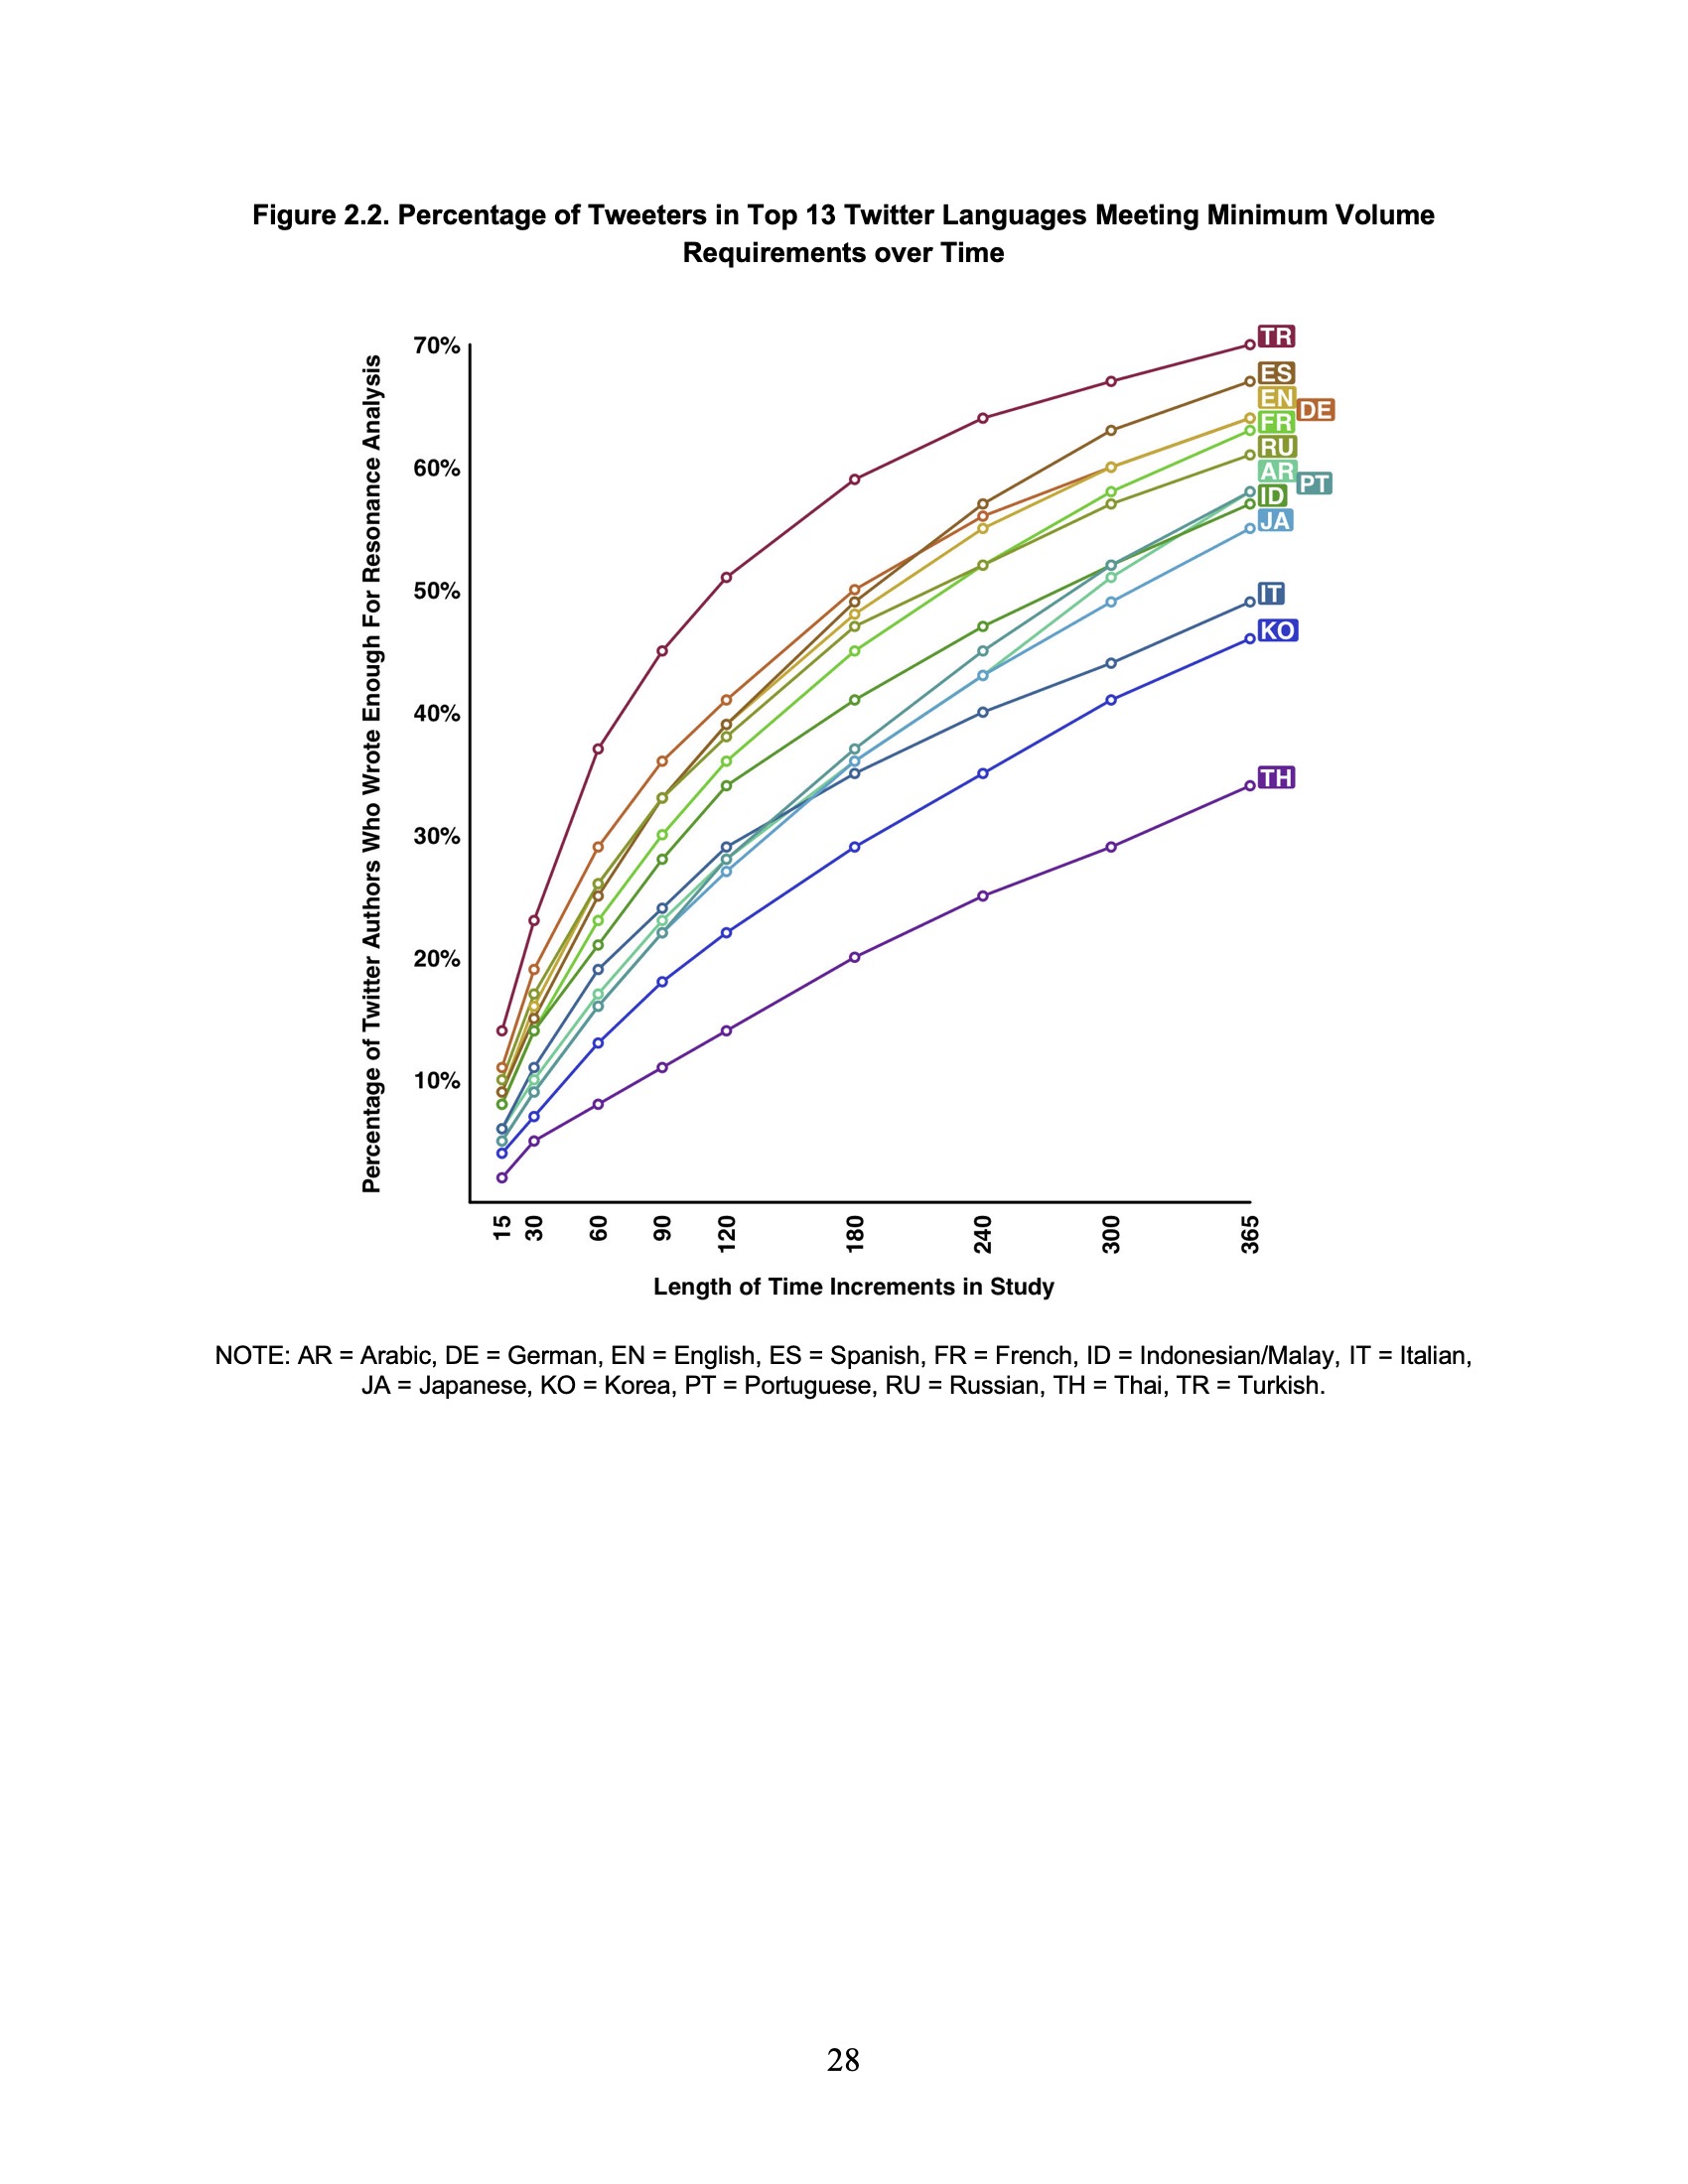 Figure 2.2. Percentage of Tweeters in Top 13 Twitter Languages Meeting Minimum Volume
Requirements over Time
Percentage of Twitter Authors Who Wrote Enough For Resonance Analysis
70%
60%
50%
40%
30%
20%
10%
TR
ES
EN
DE
FR
RU
AR
PT
ID
JA
IT
KO
TH
15 30 60 90 120 180 240 300 365
Length of Time Increments in Study
NOTE: AR = Arabic, DE = German, EN = English, ES = Spanish, FR = French, ID = Indonesian/Malay, IT = Italian,
JA = Japanese, KO = Korea, PT = Portuguese, RU = Russian, TH = Thai, TR = Turkish.
28